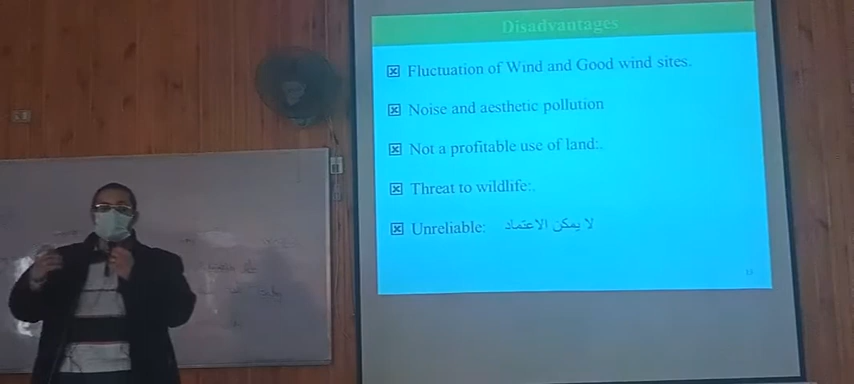 Disadvantages
Fluctuation of Wind and Good wind sites.
Noise and aesthetic pollution
Not a profitable use of land:.
Threat to wildlife:.
Unreliable: لا يمكن الاعتماد